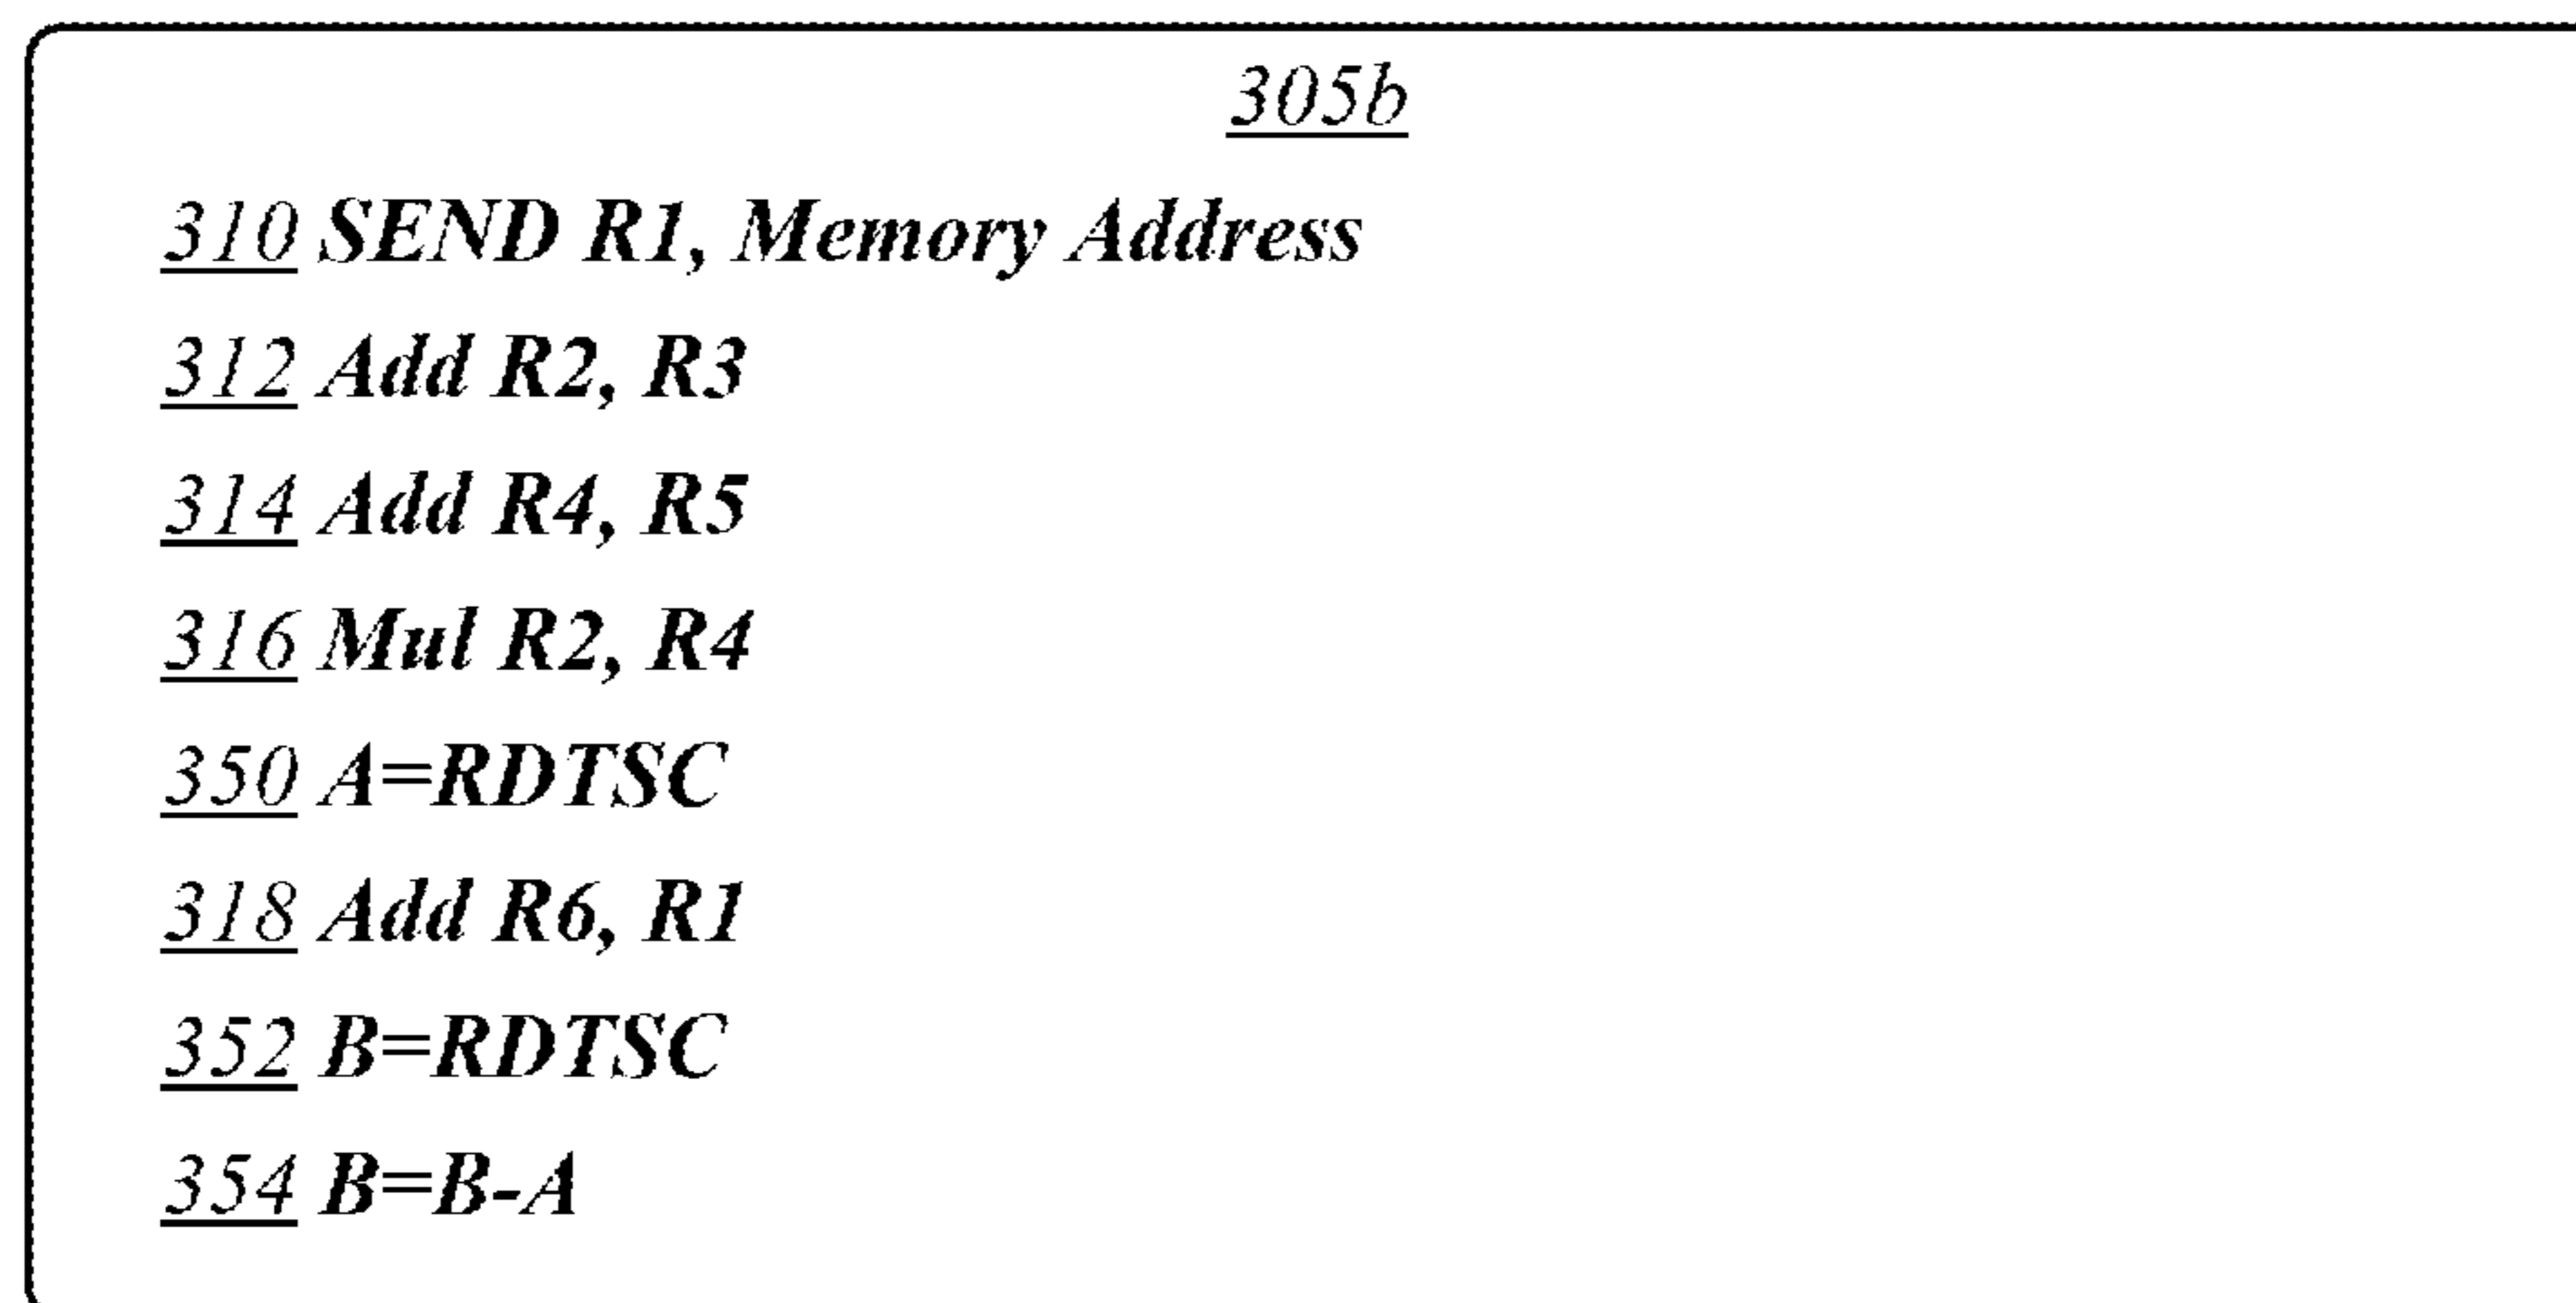 305b
310 SEND R1, Memory Address
312 Add R2, R3
314 Add R4, R5
316 Mul R2, R4
350 A=RDTSC
318 Add R6, R1
352 B=RDTSC
354 B=B-A